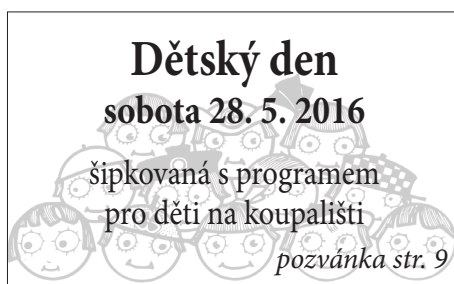 Dětský den
sobota 28. 5. 2016
šipkovaná s programem
pro děti na koupališti
pozvánka str. 9